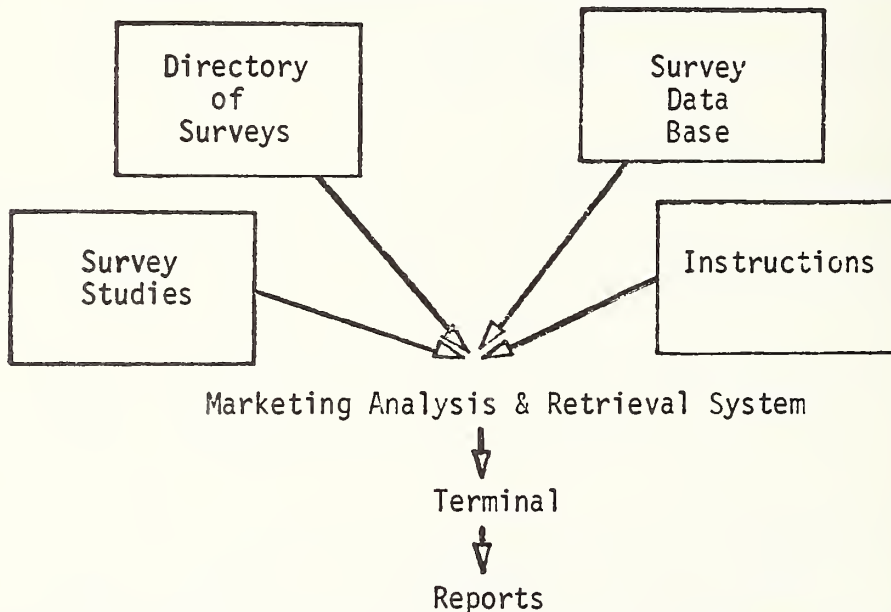 Directory
of
Surveys
Survey
Data
Base
Survey
Studies
Instructions
Marketing Analysis & Retrieval System
Terminal
Reports